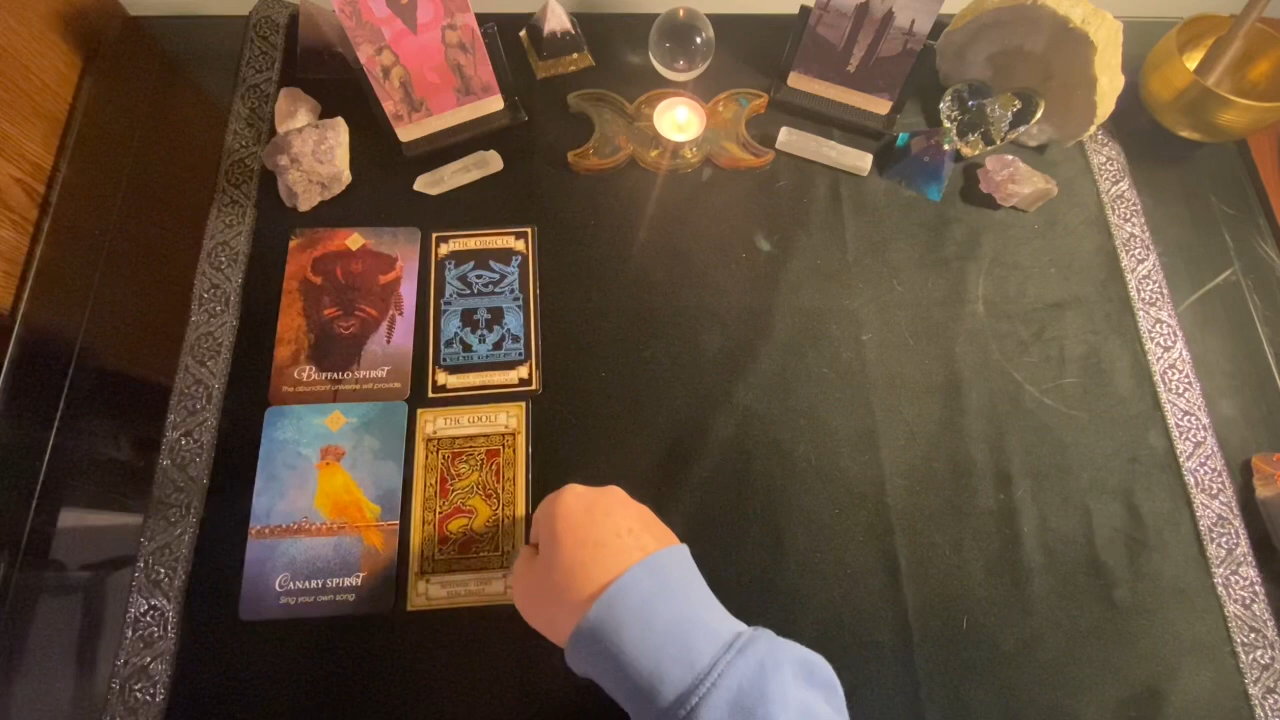 BUFFALO SPIRIT
The abundant universe will provide.
THE ORACLE
CANARY SPIRIT
Sing your own song.
THE WOLF